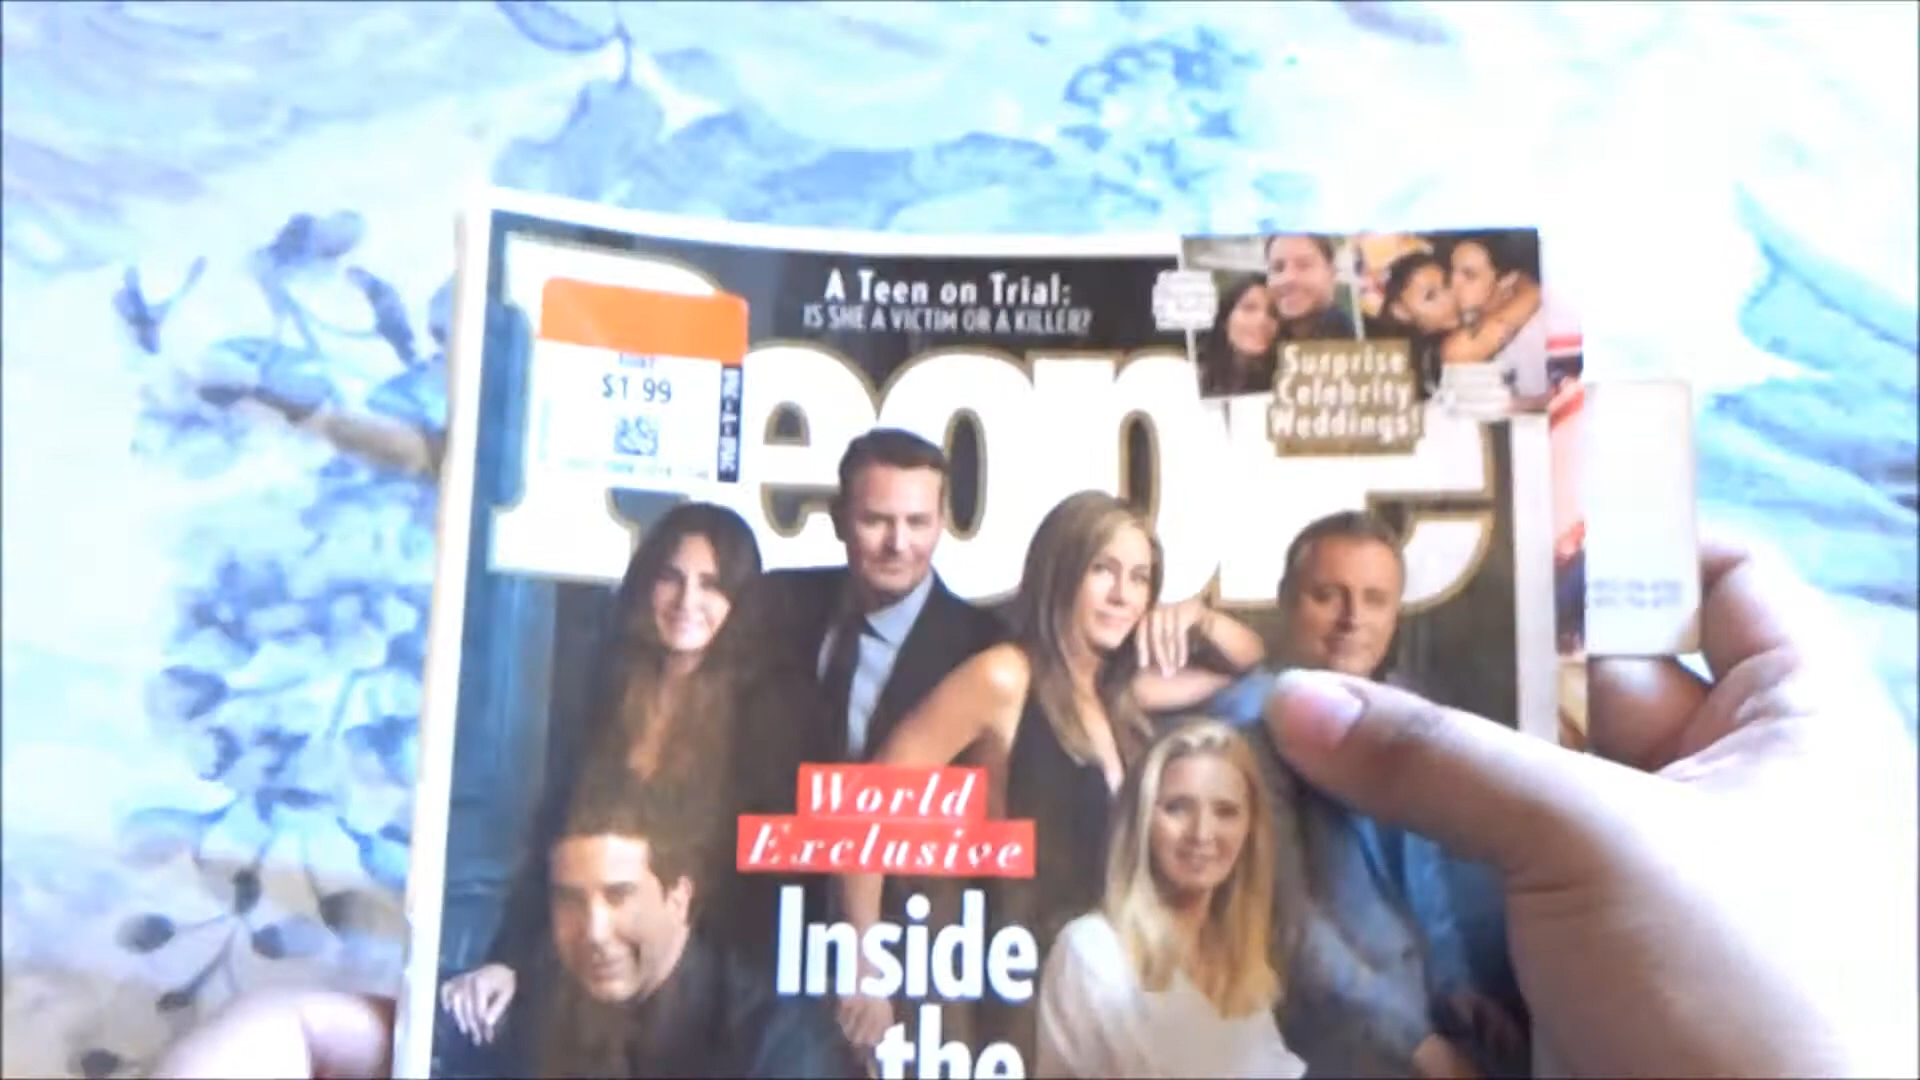 A Teen on Trial:
IS SHE A VICTIM OR A KILLER?
People
$1.99
Surprise
Celebrity
Weddings!
World
Exclusive
Inside
the